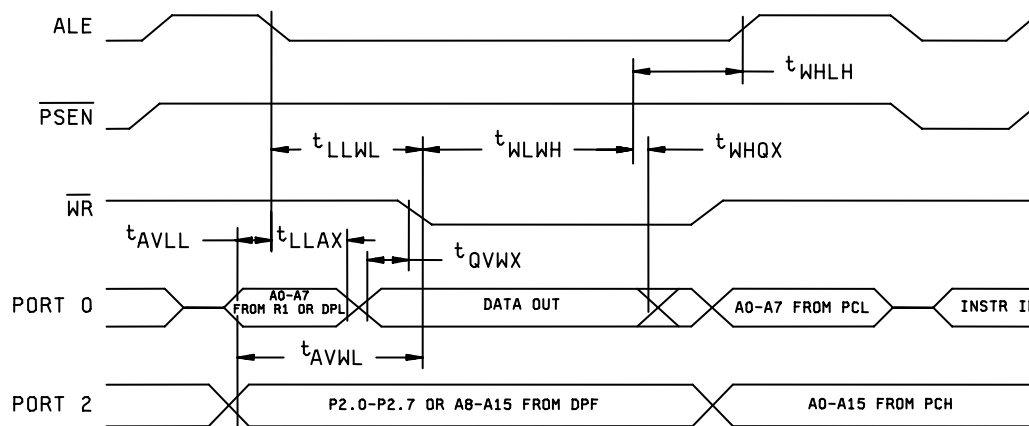 ALE
tWHLH
PSEN
tLLWL
tWLWH
tWHQX
WR
tAVLL
tLLAX
tQVWX
PORT 0
A0-A7
FROM R1 OR DPL
DATA OUT
A0-A7 FROM PCL
INSTR IN
tAVWL
PORT 2
P2.0-P2.7 OR A8-A15 FROM DPF
A0-A15 FROM PCH